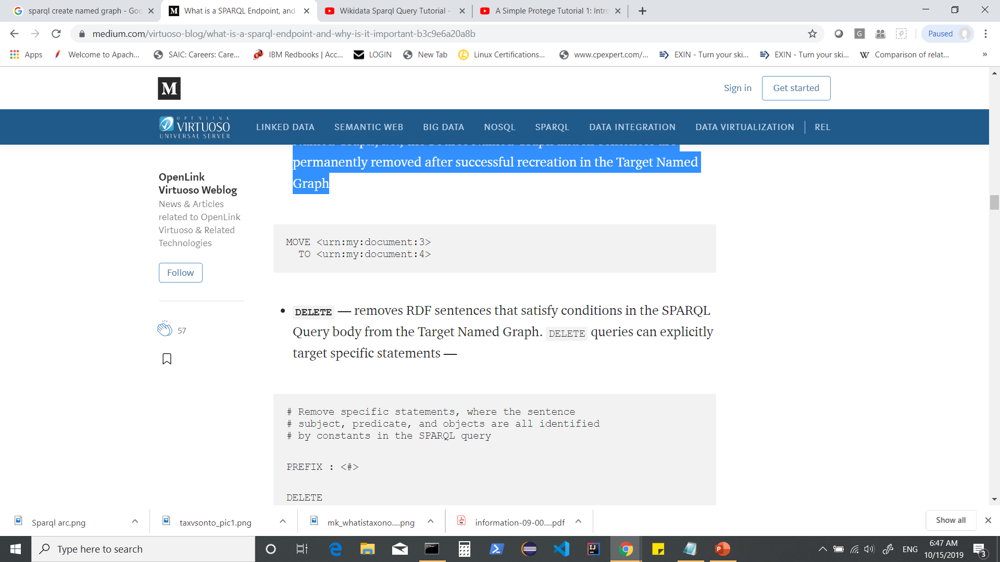 sparql create named graph - Goo
What is a SPARQL Endpoint, and
Wikidata Sparql Query Tutorial -
A Simple Protege Tutorial 1: Intro
medium.com/virtuoso-blog/what-is-a-sparql-endpoint-and-why-is-it-important-b3c9e6a20a8b
G
Paused
Apps
Welcome to Apach...
SAIC: Careers: Care...
IBM Redbooks | Acc...
LOGIN
New Tab
Linux Certifications...
www.cpexpert.com/...
EXIN - Turn your ski...
EXIN - Turn your ski...
W Comparison of relat...
»
M
Sign in
Get started
OPENLINK
VIRTUOSO
UNIVERSAL SERVER
LINKED DATA
SEMANTIC WEB
BIG DATA
NOSQL
SPARQL
DATA INTEGRATION
DATA VIRTUALIZATION
REL
permanently removed after successful recreation in the Target Named
Graph
OpenLink
Virtuoso Weblog
News & Articles
related to OpenLink
Virtuoso & Related
Technologies
Follow
57
MOVE <urn:my:document:3>
TO <urn:my:document:4>
• DELETE — removes RDF sentences that satisfy conditions in the SPARQL
Query body from the Target Named Graph. DELETE queries can explicitly
target specific statements —
# Remove specific statements, where the sentence
# subject, predicate, and objects are all identified
# by constants in the SPARQL query
PREFIX : <#>
DELETE
Sparql arc.png
taxvsonto_pic1.png
mk_whatistaxono....png
information-09-00....pdf
Show all
Type here to search
ENG
6:47 AM
10/15/2019
3